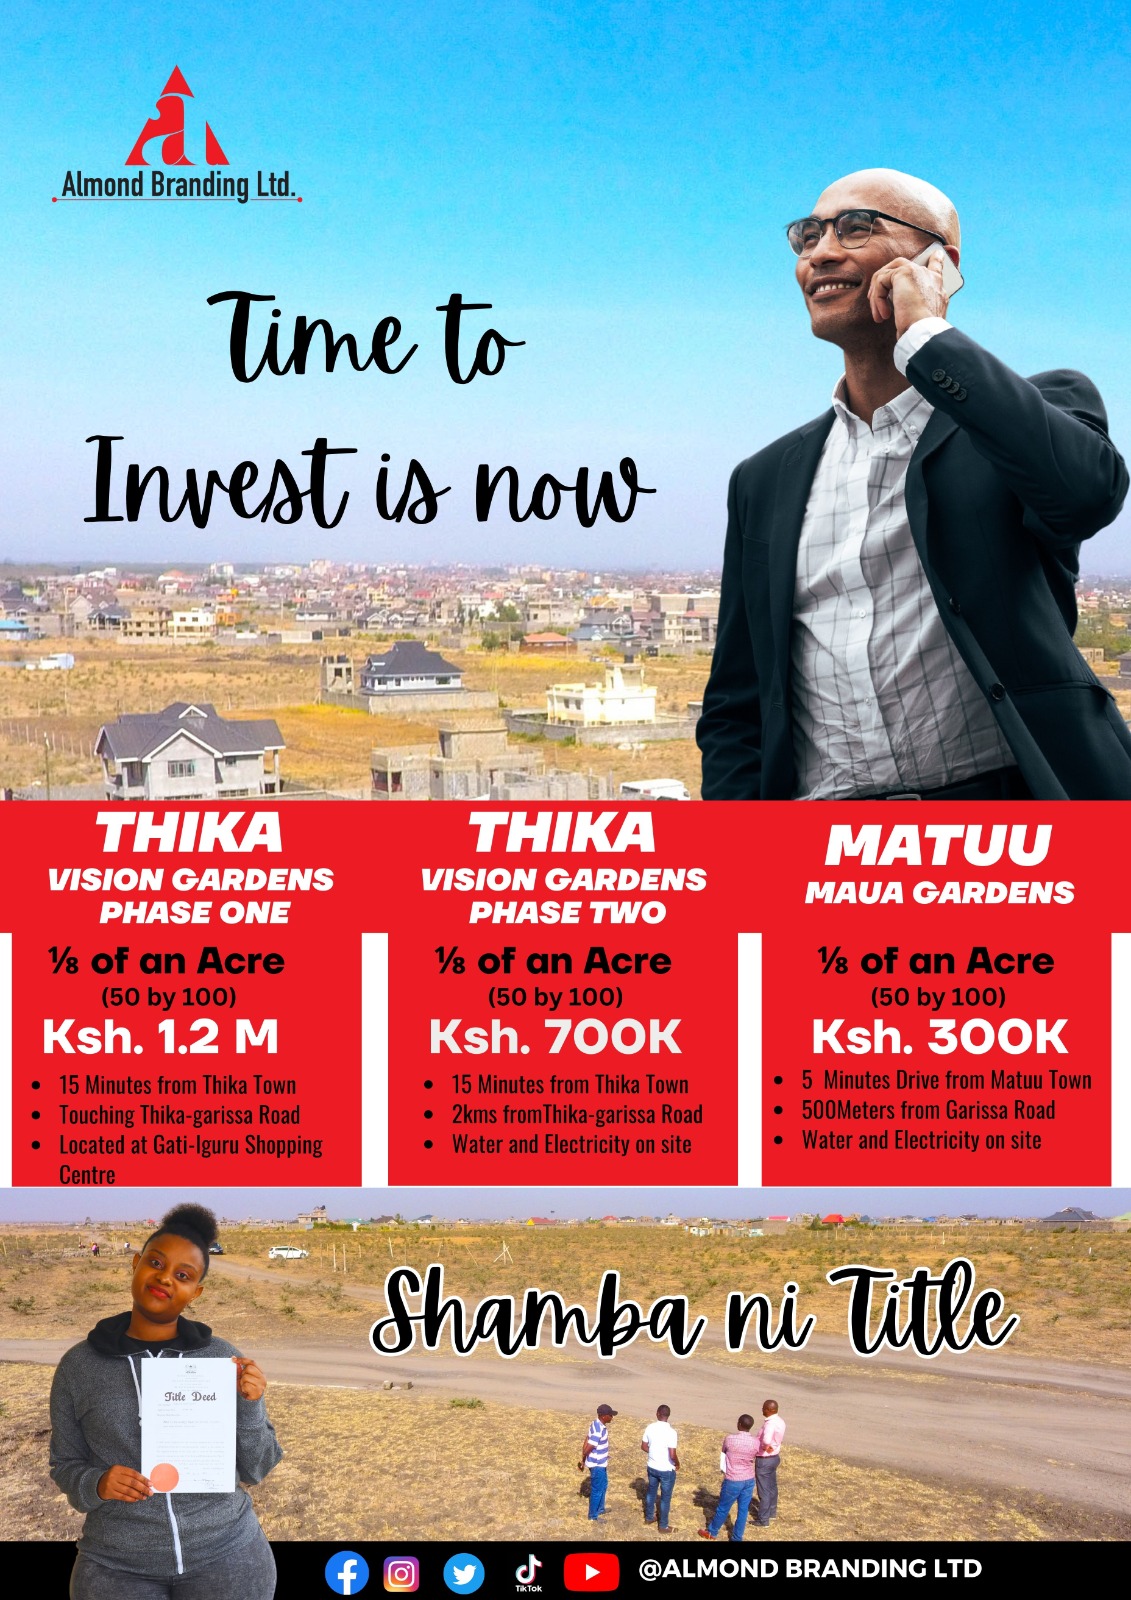 Almond Branding Ltd.
Time to
Invest is now
THIKA
VISION GARDENS
PHASE ONE
⅛ of an Acre
(50 by 100)
Ksh. 1.2 M
• 15 Minutes from Thika Town
• Touching Thika-garissa Road
• Located at Gati-Iguru Shopping
Centre
THIKA
VISION GARDENS
PHASE TWO
⅛ of an Acre
(50 by 100)
Ksh. 700K
• 15 Minutes from Thika Town
• 2kms fromThika-garissa Road
• Water and Electricity on site
MATUU
MAUA GARDENS
⅛ of an Acre
(50 by 100)
Ksh. 300K
• 5 Minutes Drive from Matuu Town
• 500Meters from Garissa Road
• Water and Electricity on site
Shamba ni Title
Title Deed
TikTok
@ALMOND BRANDING LTD